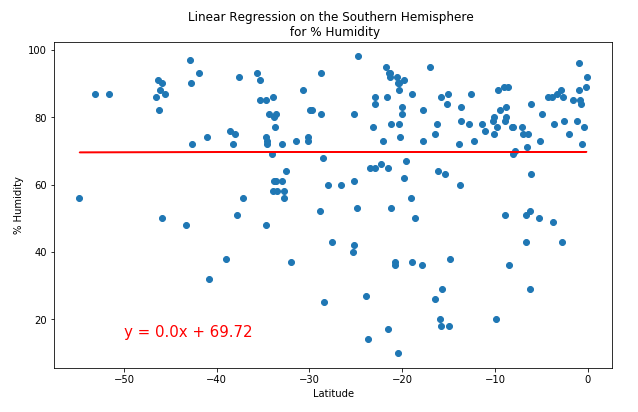 Linear Regression on the Southern Hemisphere
for % Humidity
100
80
60
40
20
% Humidity
y = 0.0x + 69.72
−50
−40
−30
−20
−10
0
Latitude